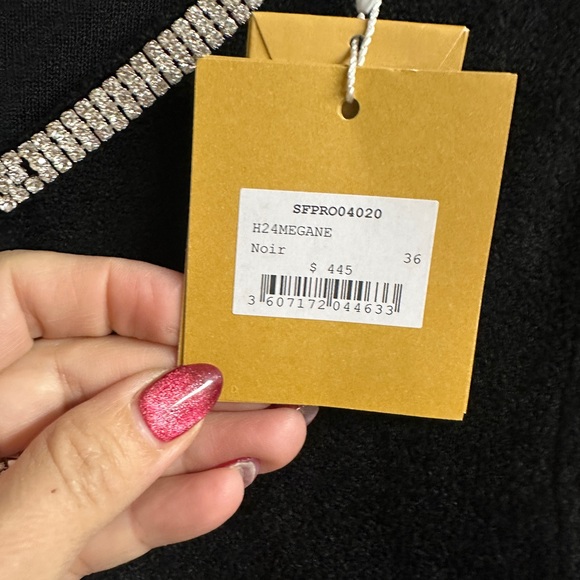 SFPRO04020
H24MEGANE
Noir 36
$ 445
3 607172 044633